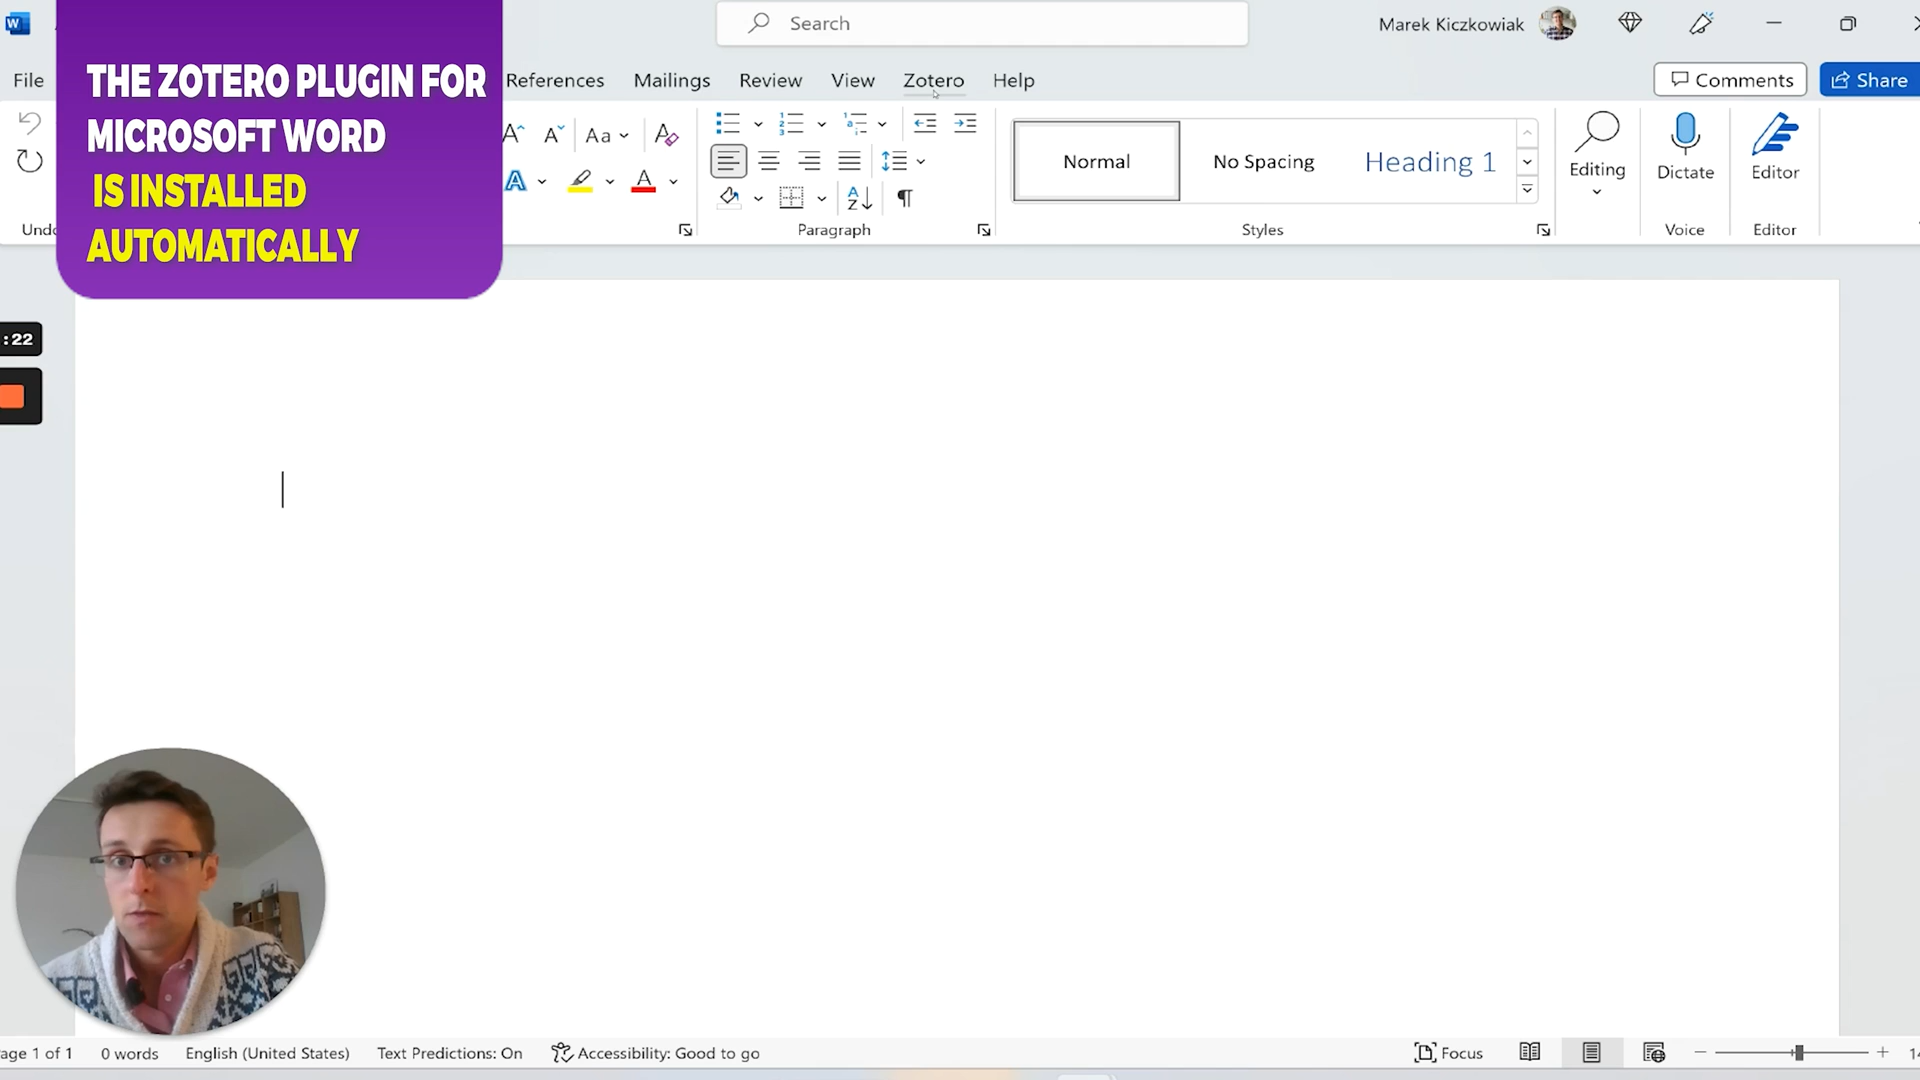 Search
Marek Kiczkowiak
File
References
Mailings
Review
View
Zotero
Help
Comments
Share
THE ZOTERO PLUGIN FOR
MICROSOFT WORD
IS INSTALLED
AUTOMATICALLY
Aa
Normal
No Spacing
Heading 1
Editing
Dictate
Editor
Paragraph
Styles
Voice
Editor
:22
1 of 1
0 words
English (United States)
Text Predictions: On
Accessibility: Good to go
Focus